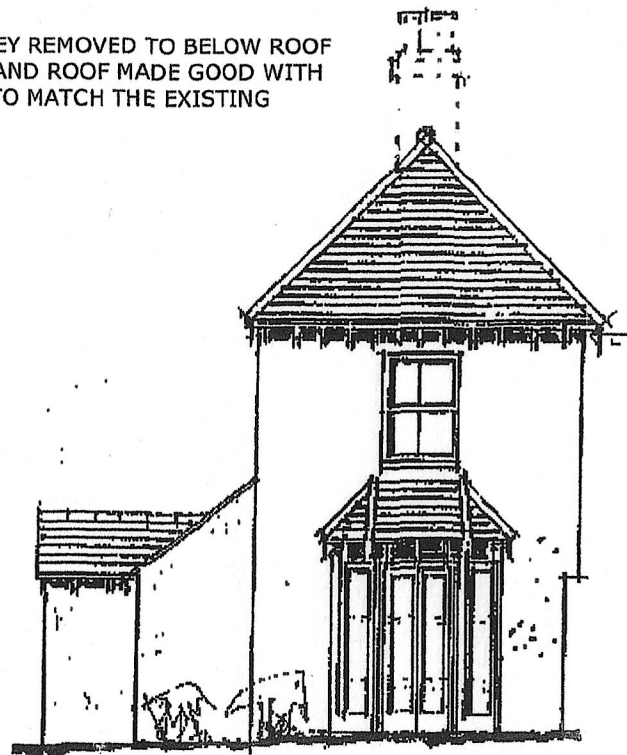 EY REMOVED TO BELOW ROOF
AND ROOF MADE GOOD WITH
TO MATCH THE EXISTING